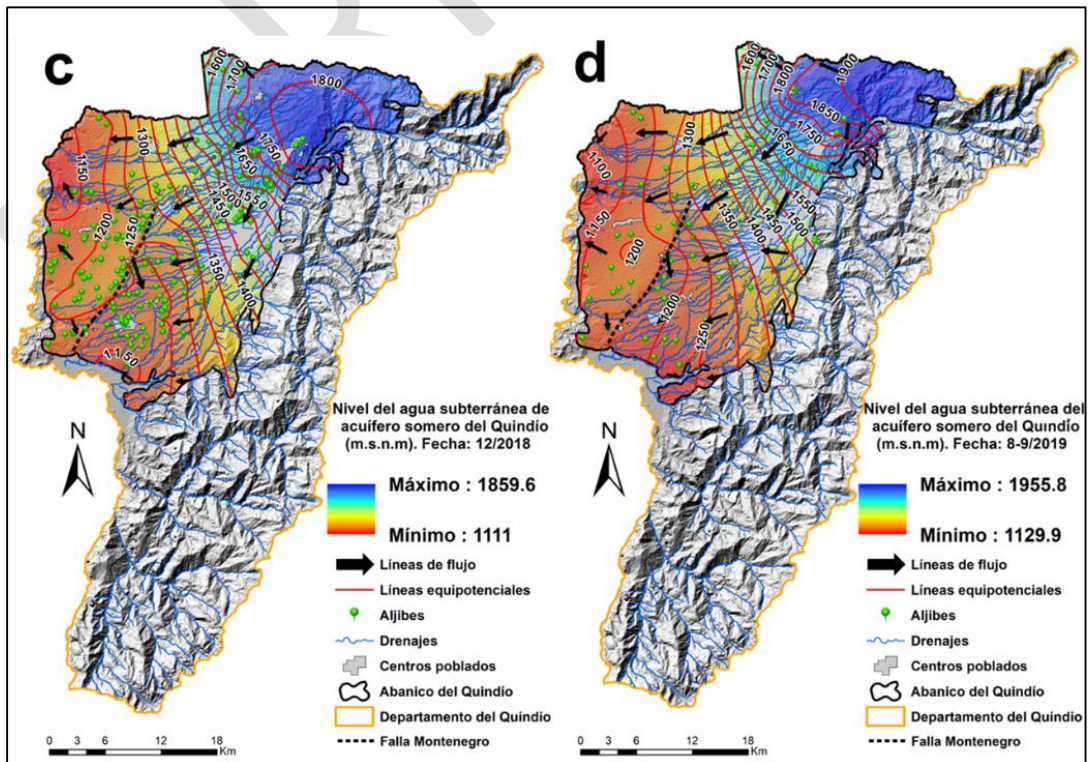 c
1600
1700
1800
1300
1150
1750
1650
1550
1500
1450
1200
1250
1350
1400
1150
Nivel del agua subterránea de
acuífero somero del Quindío
(m.s.n.m). Fecha: 12/2018
N
Máximo : 1859.6
Mínimo : 1111
Líneas de flujo
Líneas equipotenciales
Aljibes
Drenajes
Centros poblados
Abanico del Quindío
Departamento del Quindío
Falla Montenegro
0 3 6 12 18
Km
d
1600
1700
1800
1900
1850
1750
1650
1300
1100
1150
1200
1550
1500
1450
1400
1350
1200
1250
Nivel del agua subterránea del
acuífero somero del Quindío
(m.s.n.m). Fecha: 8-9/2019
N
Máximo : 1955.8
Mínimo : 1129.9
Líneas de flujo
Líneas equipotenciales
Aljibes
Drenajes
Centros poblados
Abanico del Quindío
Departamento del Quindío
Falla Montenegro
0 3 6 12 18
Km